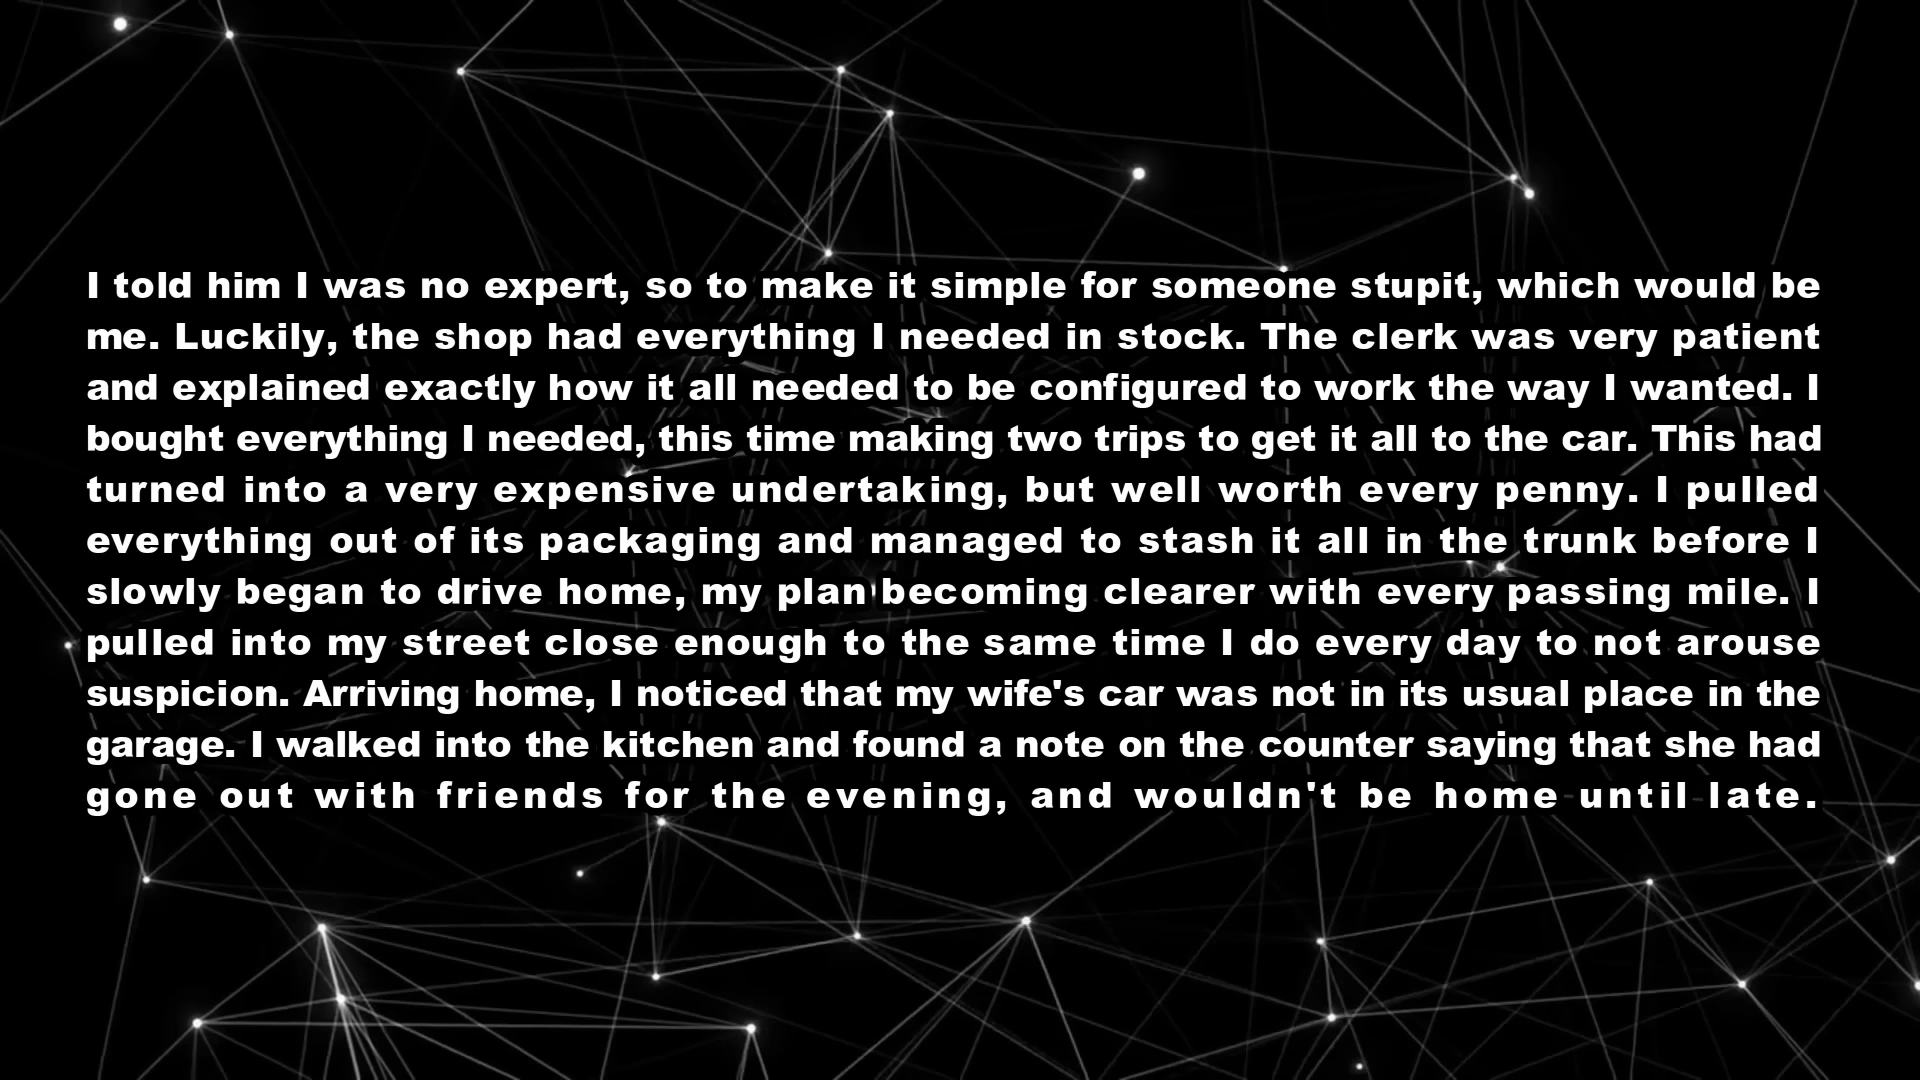 I told him I was no expert, so to make it simple for someone stupit, which would be
me. Luckily, the shop had everything I needed in stock. The clerk was very patient
and explained exactly how it all needed to be configured to work the way I wanted. I
bought everything I needed, this time making two trips to get it all to the car. This had
turned into a very expensive undertaking, but well worth every penny. I pulled
everything out of its packaging and managed to stash it all in the trunk before I
slowly began to drive home, my plan becoming clearer with every passing mile. I
pulled into my street close enough to the same time I do every day to not arouse
suspicion. Arriving home, I noticed that my wife's car was not in its usual place in the
garage. I walked into the kitchen and found a note on the counter saying that she had
gone out with friends for the evening, and wouldn't be home until late.